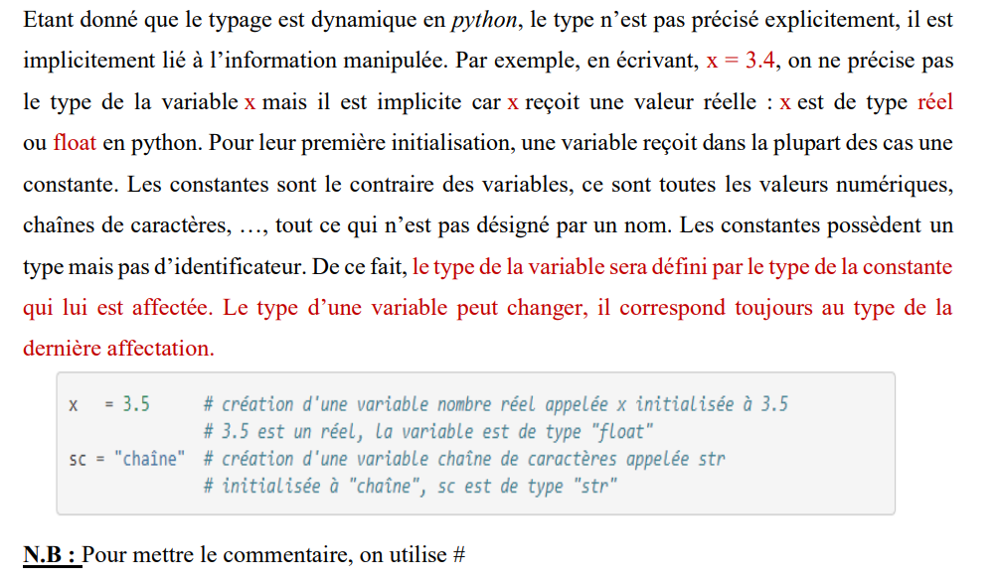 Etant donné que le typage est dynamique en python, le type n’est pas précisé explicitement, il est
implicitement lié à l’information manipulée. Par exemple, en écrivant, x = 3.4, on ne précise pas
le type de la variable x mais il est implicite car x reçoit une valeur réelle : x est de type réel
ou float en python. Pour leur première initialisation, une variable reçoit dans la plupart des cas une
constante. Les constantes sont le contraire des variables, ce sont toutes les valeurs numériques,
chaînes de caractères, …, tout ce qui n’est pas désigné par un nom. Les constantes possèdent un
type mais pas d’identificateur. De ce fait, le type de la variable sera défini par le type de la constante
qui lui est affectée. Le type d’une variable peut changer, il correspond toujours au type de la
dernière affectation.
x   = 3.5      # création d'une variable nombre réel appelée x initialisée à 3.5
               # 3.5 est un réel, la variable est de type "float"
sc = "chaîne"  # création d'une variable chaîne de caractères appelée str
               # initialisée à "chaîne", sc est de type "str"
N.B : Pour mettre le commentaire, on utilise #